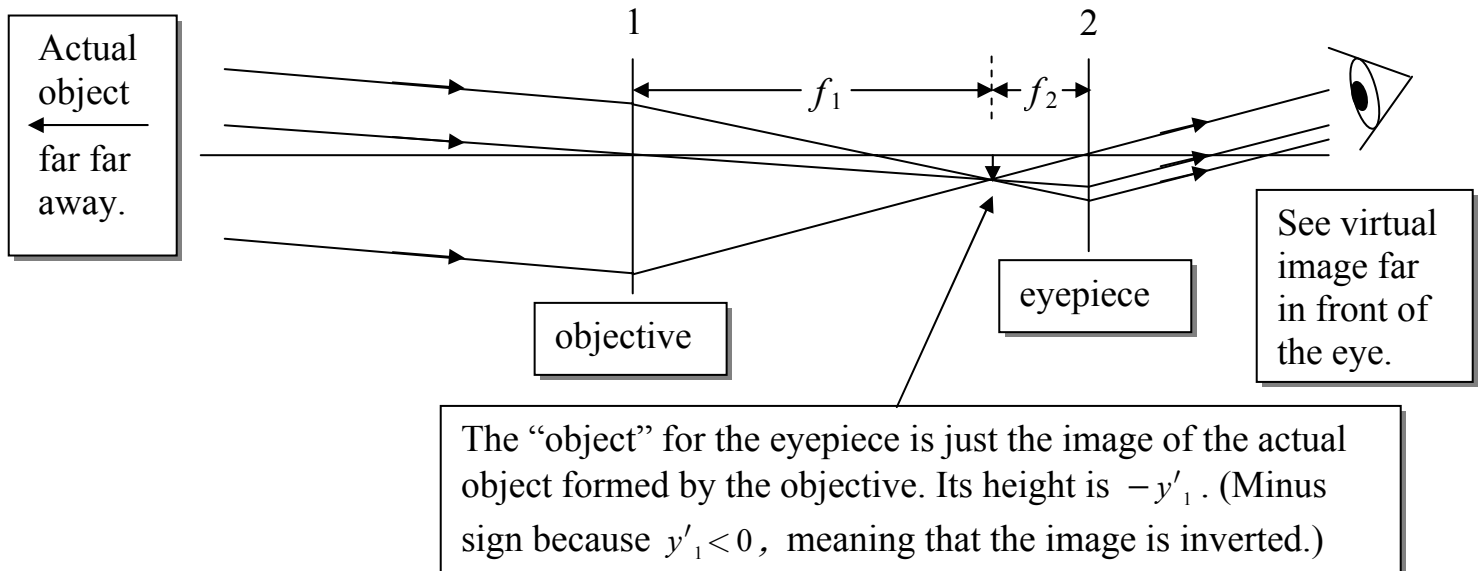 Actual
object
far far
away.
1
2
f₁
f₂
objective
eyepiece
See virtual
image far
in front of
the eye.
The “object” for the eyepiece is just the image of the actual
object formed by the objective. Its height is − y′₁ . (Minus
sign because y′₁ < 0 , meaning that the image is inverted.)